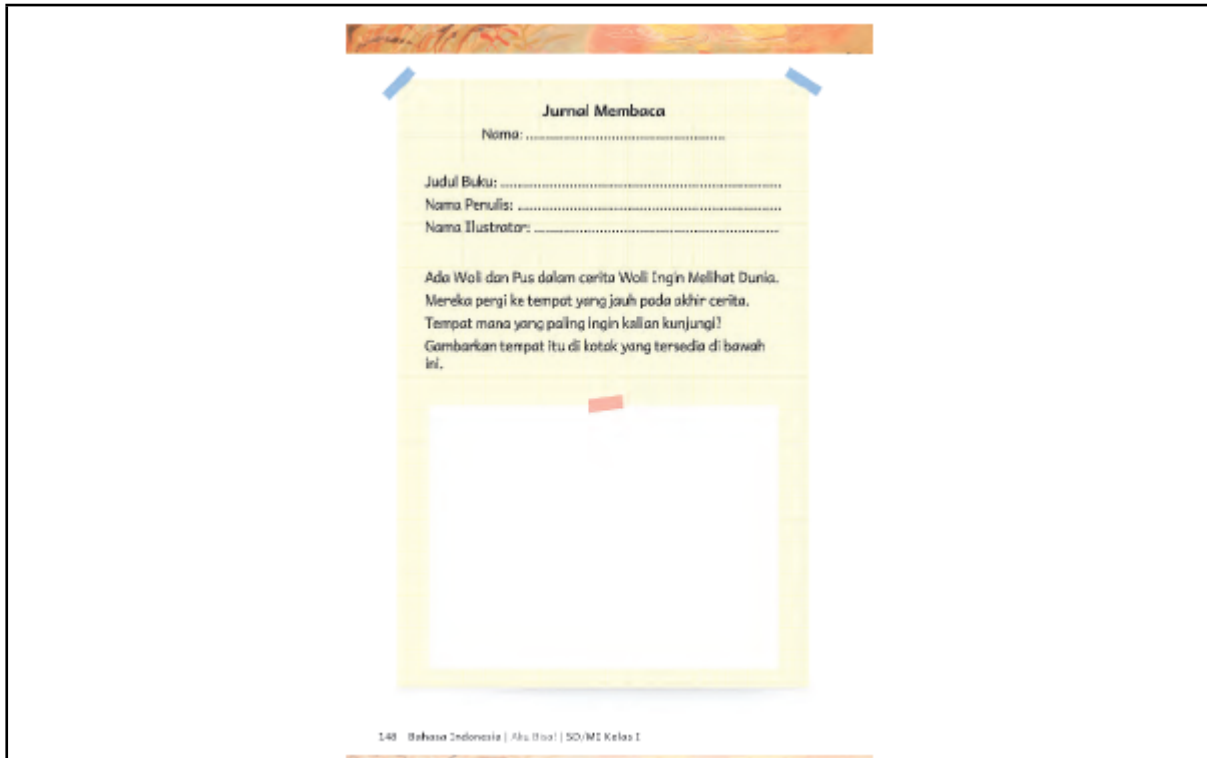 Jurnal Membaca
Nama: ................................................
Judul Buku: ....................................................................
Nama Penulis: ................................................................
Nama Ilustrator: ...........................................................
Ada Woli dan Pus dalam cerita Woli Ingin Melihat Dunia.
Mereka pergi ke tempat yang jauh pada akhir cerita.
Tempat mana yang paling ingin kalian kunjungi?
Gambarkan tempat itu di kotak yang tersedia di bawah
ini.
148 Bahasa Indonesia | Aku Bisa! | SD/MI Kelas I